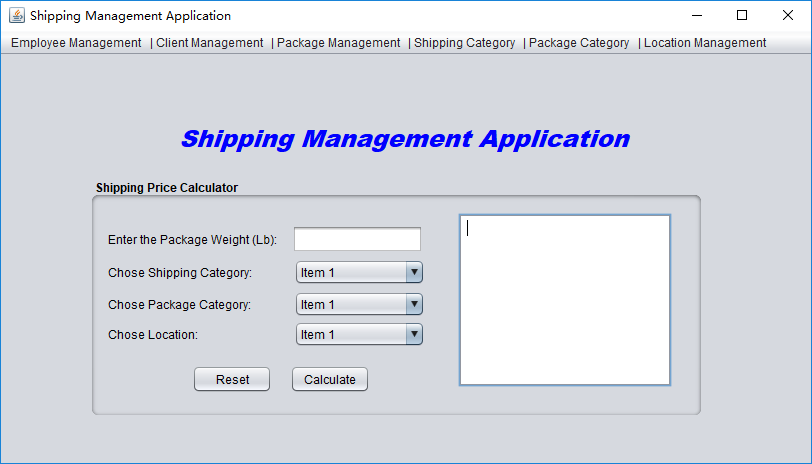 Shipping Management Application
Employee Management | Client Management | Package Management | Shipping Category | Package Category | Location Management
Shipping Management Application
Shipping Price Calculator
Enter the Package Weight (Lb):
Chose Shipping Category: Item 1
Chose Package Category: Item 1
Chose Location: Item 1
Reset Calculate